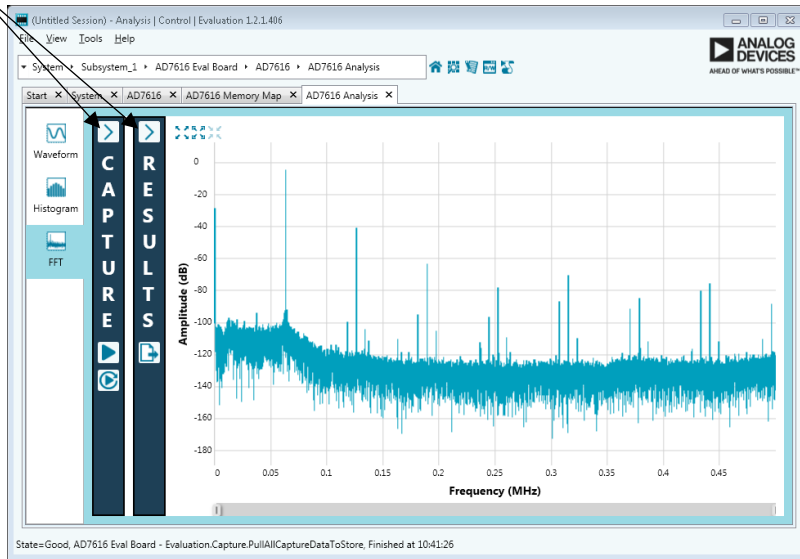 (Untitled Session) - Analysis | Control | Evaluation 1.2.1.406
File View Tools Help
System Subsystem_1 AD7616 Eval Board AD7616 AD7616 Analysis
ANALOG
DEVICES
AHEAD OF WHAT'S POSSIBLE™
Start System AD7616 AD7616 Memory Map AD7616 Analysis
Waveform
Histogram
FFT
CAPTURE
RESULTS
Amplitude (dB)
0
-20
-40
-60
-80
-100
-120
-140
-160
-180
0 0.05 0.1 0.15 0.2 0.25 0.3 0.35 0.4 0.45
Frequency (MHz)
State=Good, AD7616 Eval Board - Evaluation.Capture.PullAllCaptureDataToStore, Finished at 10:41:26